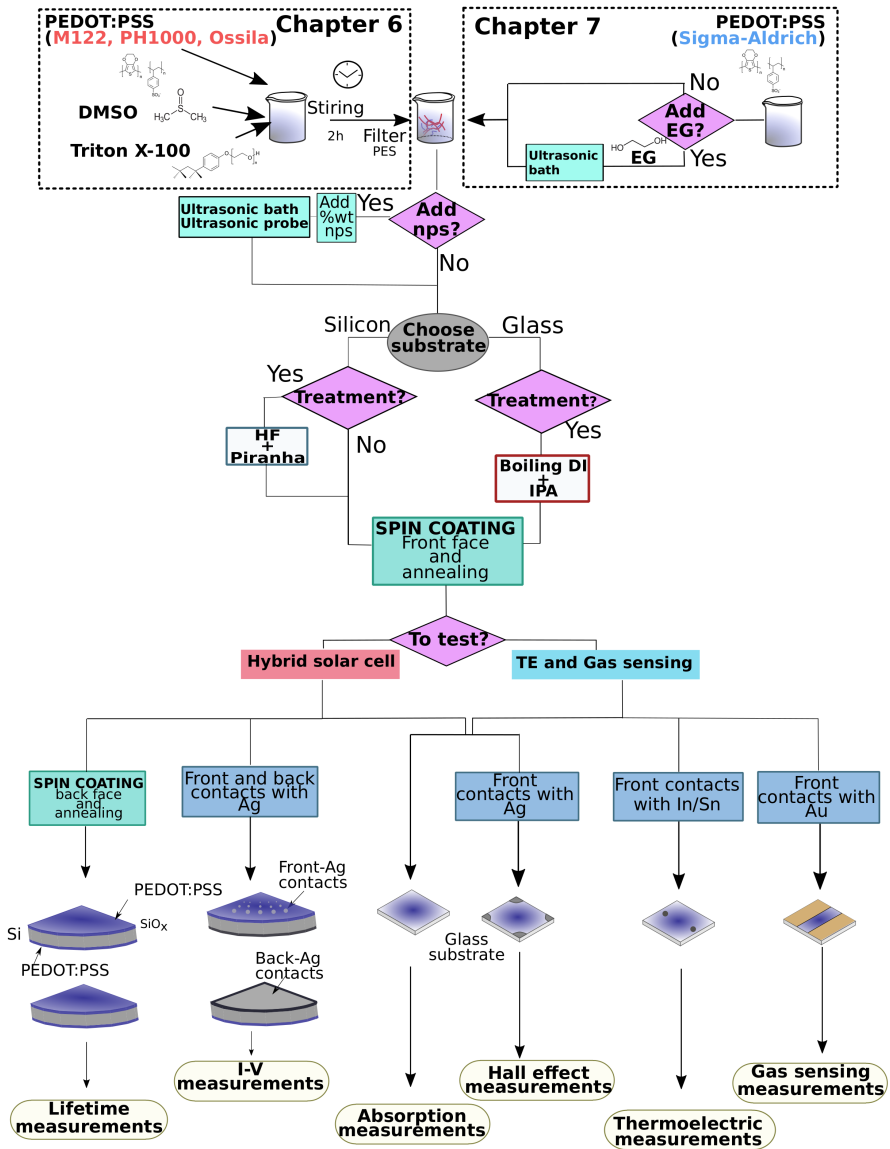 PEDOT:PSS
(M122, PH1000, Ossila)
Chapter 6
DMSO
Triton X-100
Stiring
2h
Filter
PES
Chapter 7
PEDOT:PSS
(Sigma-Aldrich)
No
Add
EG?
Yes
EG
Ultrasonic
bath
Ultrasonic bath
Ultrasonic probe
Add
%wt
nps
Yes
Add
nps?
No
Silicon
Choose
substrate
Glass
Yes
Treatment?
No
HF
+
Piranha
Treatment?
Yes
Boiling DI
+
IPA
SPIN COATING
Front face
and
annealing
To test?
Hybrid solar cell
TE and Gas sensing
SPIN COATING
back face
and
annealing
Front and back
contacts with
Ag
Front
contacts with
Ag
Front contacts
with In/Sn
Front
contacts with
Au
PEDOT:PSS
Si
SiOx
PEDOT:PSS
Front-Ag
contacts
Back-Ag
contacts
Glass
substrate
Lifetime
measurements
I-V
measurements
Absorption
measurements
Hall effect
measurements
Thermoelectric
measurements
Gas sensing
measurements